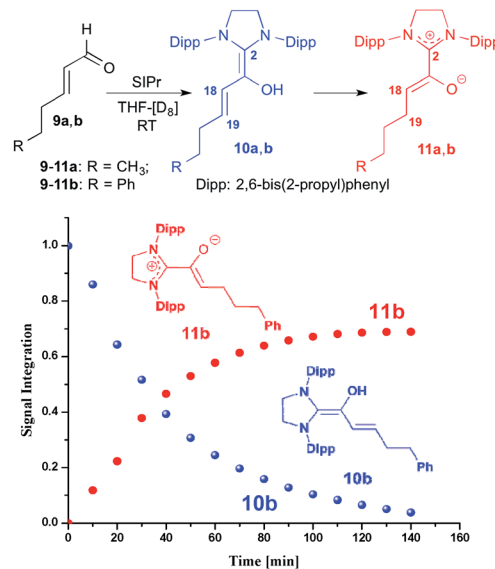 Dipp N N Dipp
2
OH
18
19
10a,b
H
O
R
9a,b
SIPr
THF-[D₈]
RT
Dipp N N Dipp
⊕
2
18
O⊖
19
R
11a,b
R
9-11a: R = CH₃;
9-11b: R = Ph
Dipp: 2,6-bis(2-propyl)phenyl
Signal Integration
1.0
0.8
0.6
0.4
0.2
0.0
0 20 40 60 80 100 120 140 160
Time [min]
Dipp
N
⊕
N
Dipp
O⊖
Ph
11b
11b
Dipp
N
OH
N
Dipp
Ph
10b
10b